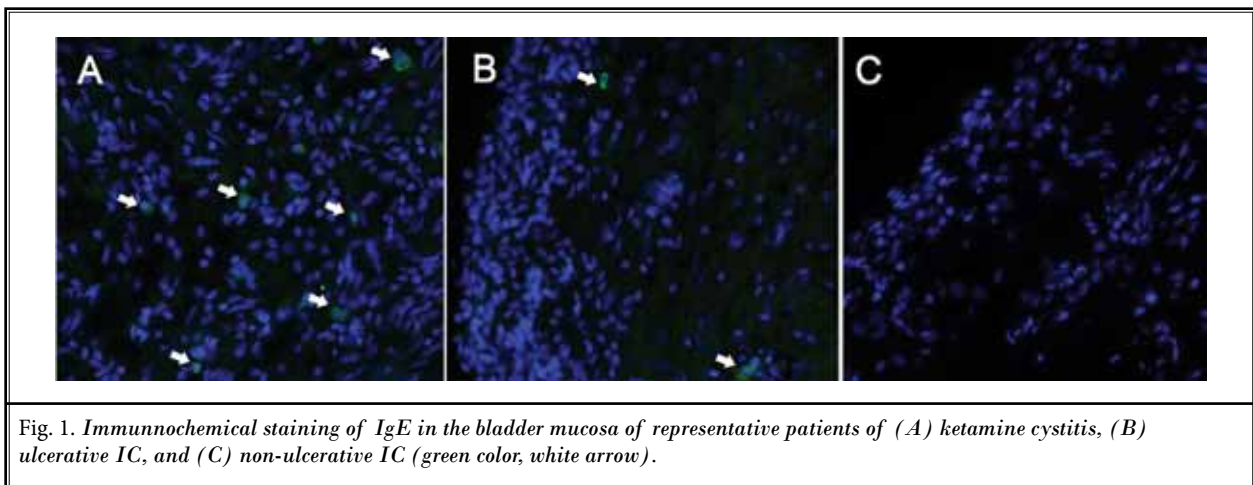 A B C
Fig. 1. Immunnochemical staining of IgE in the bladder mucosa of representative patients of (A) ketamine cystitis, (B)
ulcerative IC, and (C) non-ulcerative IC (green color, white arrow).